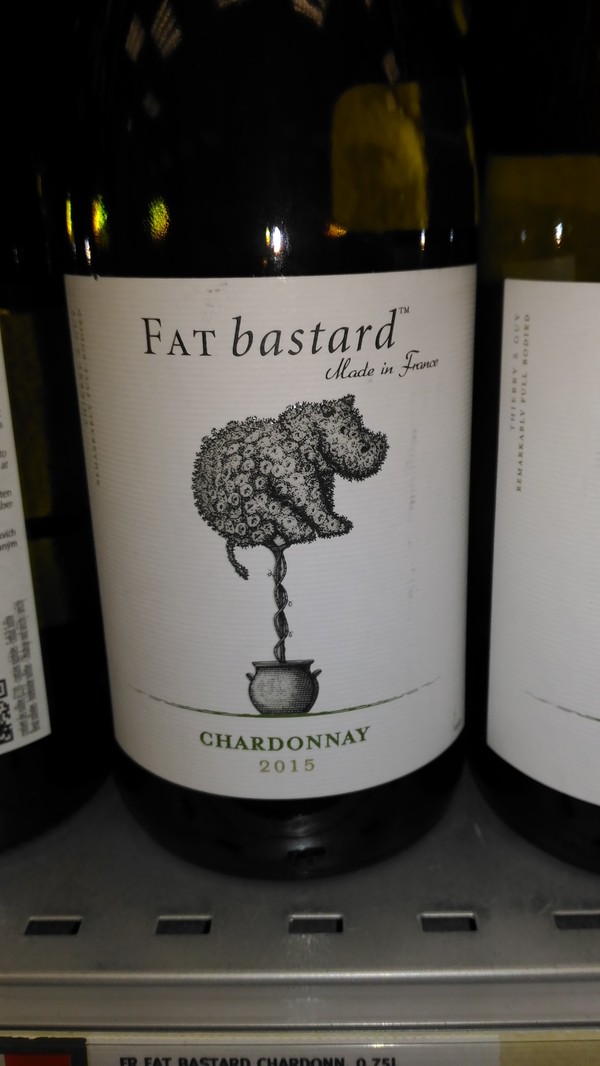 FAT bastard™
Made in France
CHARDONNAY
2015
THIERRY & GUY
REMARKABLY FULL BODIED
FR FAT BASTARD CHARDONN. 0,75L